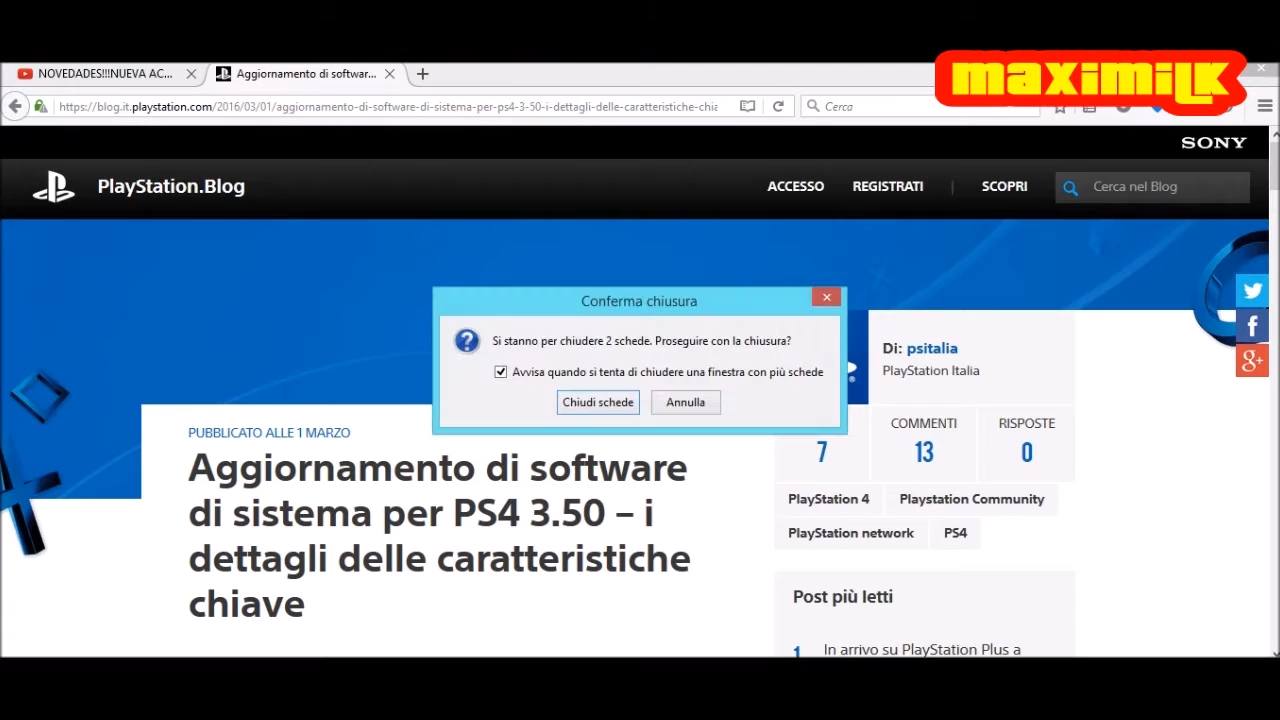 NOVEDADES!!!NUEVA AC...
Aggiornamento di softwar...
MAXIMILK
https://blog.it.playstation.com/2016/03/01/aggiornamento-di-software-di-sistema-per-ps4-3-50-i-dettagli-delle-caratteristiche-chia
Cerca
SONY
PlayStation.Blog
ACCESSO
REGISTRATI
SCOPRI
Cerca nel Blog
Conferma chiusura
Si stanno per chiudere 2 schede. Proseguire con la chiusura?
Avvisa quando si tenta di chiudere una finestra con più schede
Chiudi schede
Annulla
Di: psitalia
PlayStation Italia
PUBBLICATO ALLE 1 MARZO
Aggiornamento di software
di sistema per PS4 3.50 – i
dettagli delle caratteristiche
chiave
COMMENTI
RISPOSTE
7
13
0
PlayStation 4
Playstation Community
PlayStation network
PS4
Post più letti
1
In arrivo su PlayStation Plus a